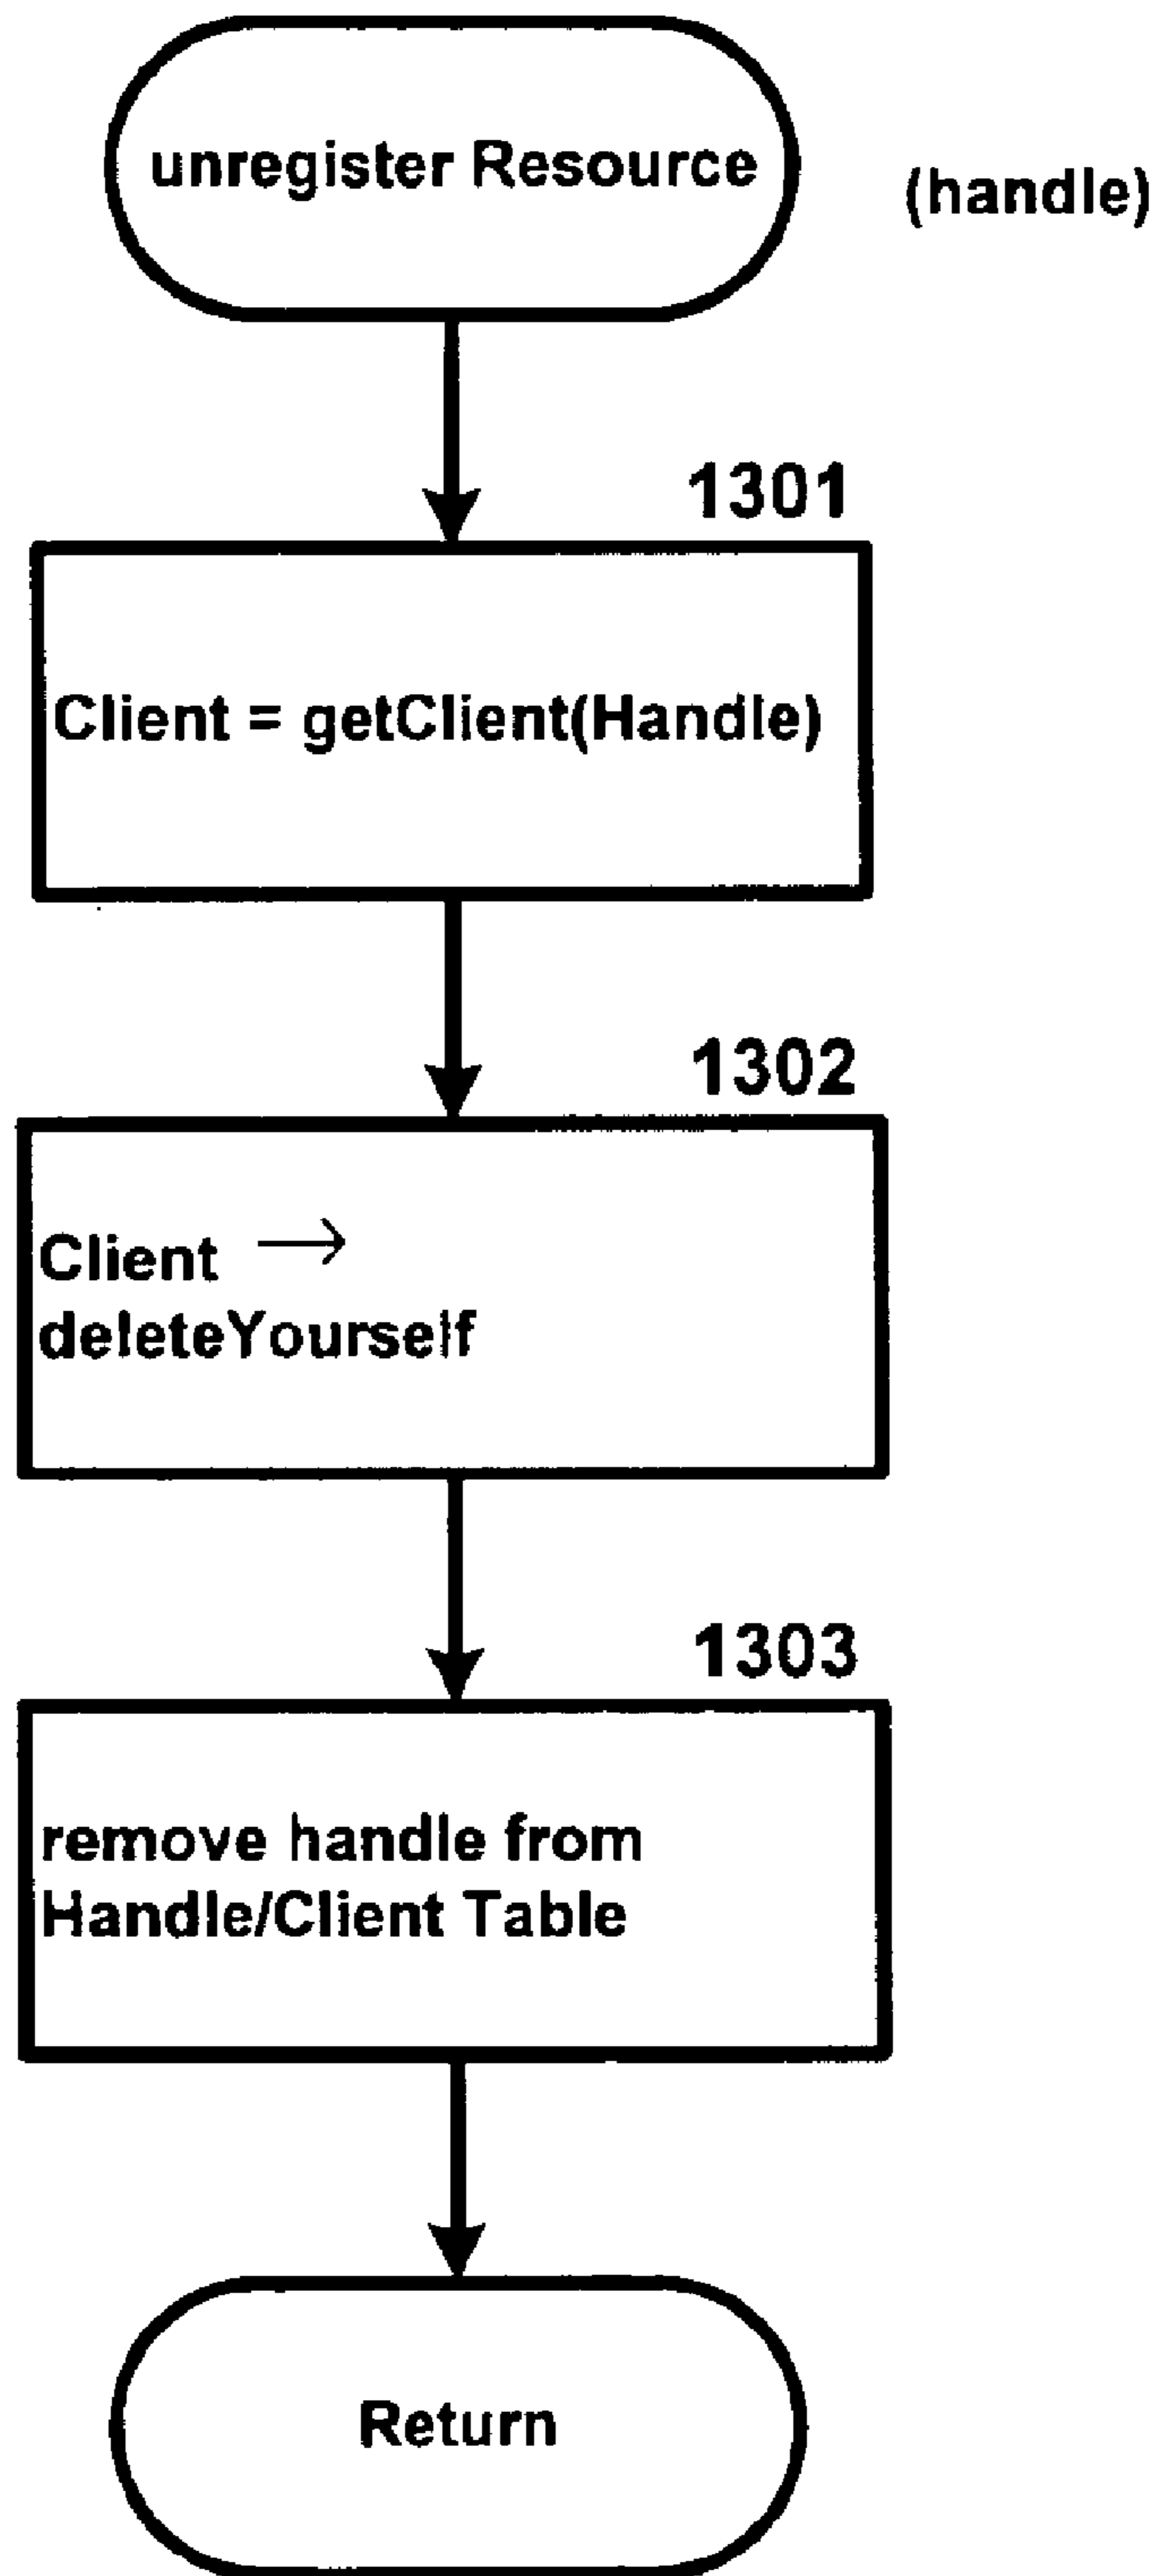 unregister Resource
(handle)
1301
Client = getClient(Handle)
1302
Client →
deleteYourself
1303
remove handle from
Handle/Client Table
Return